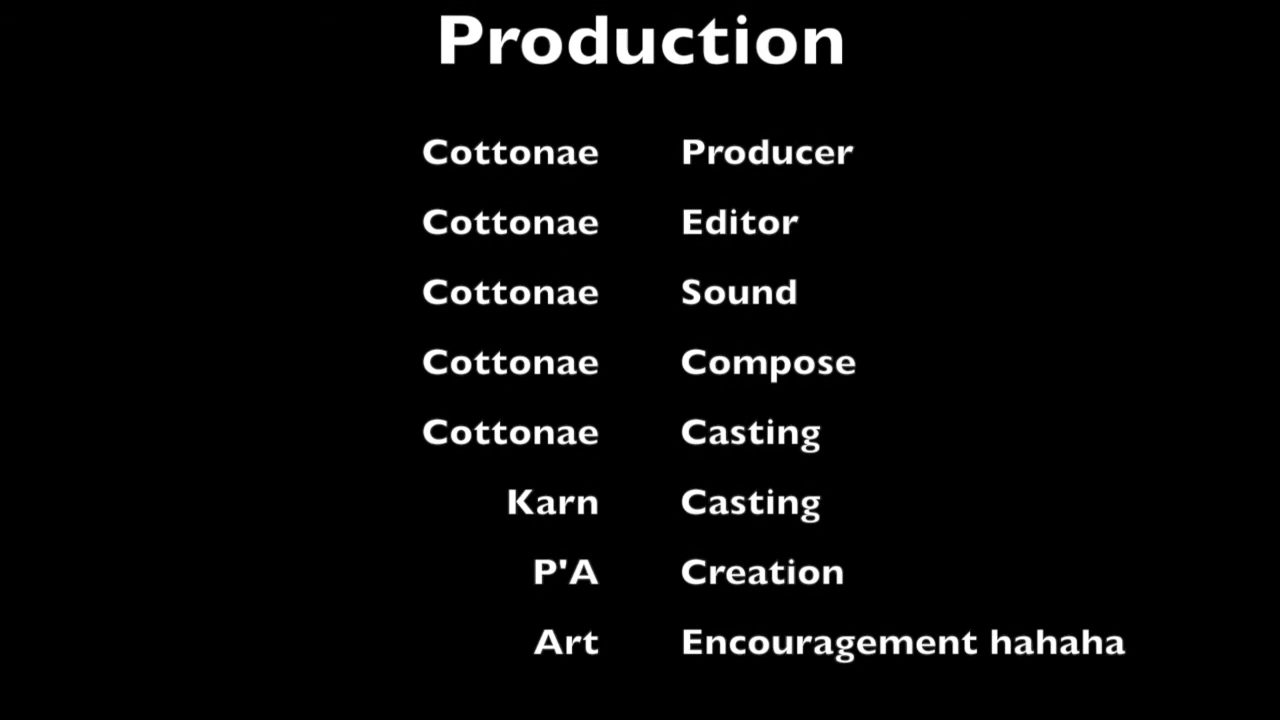 Production
Cottonae Producer
Cottonae Editor
Cottonae Sound
Cottonae Compose
Cottonae Casting
Karn Casting
P'A Creation
Art Encouragement hahaha